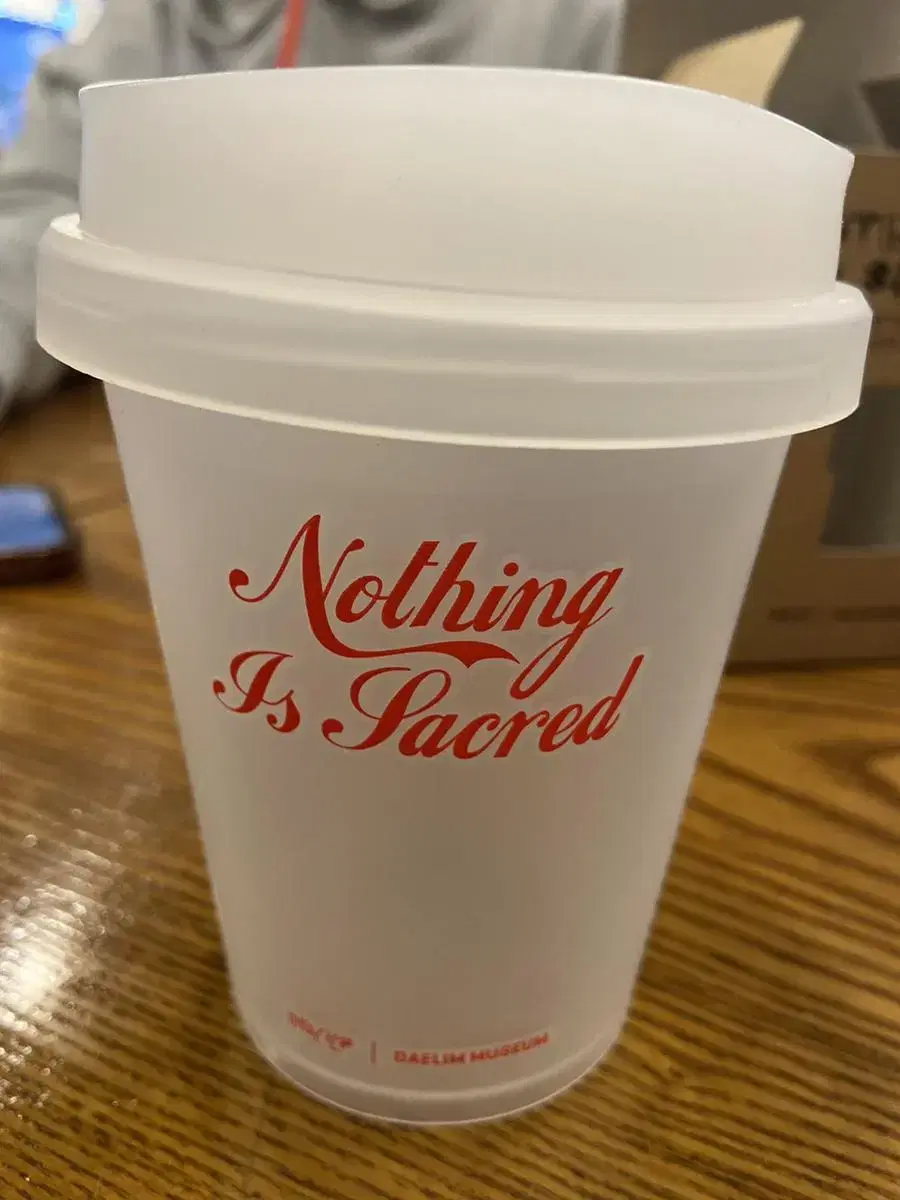 Nothing
Is Sacred
| DAELIM MUSEUM